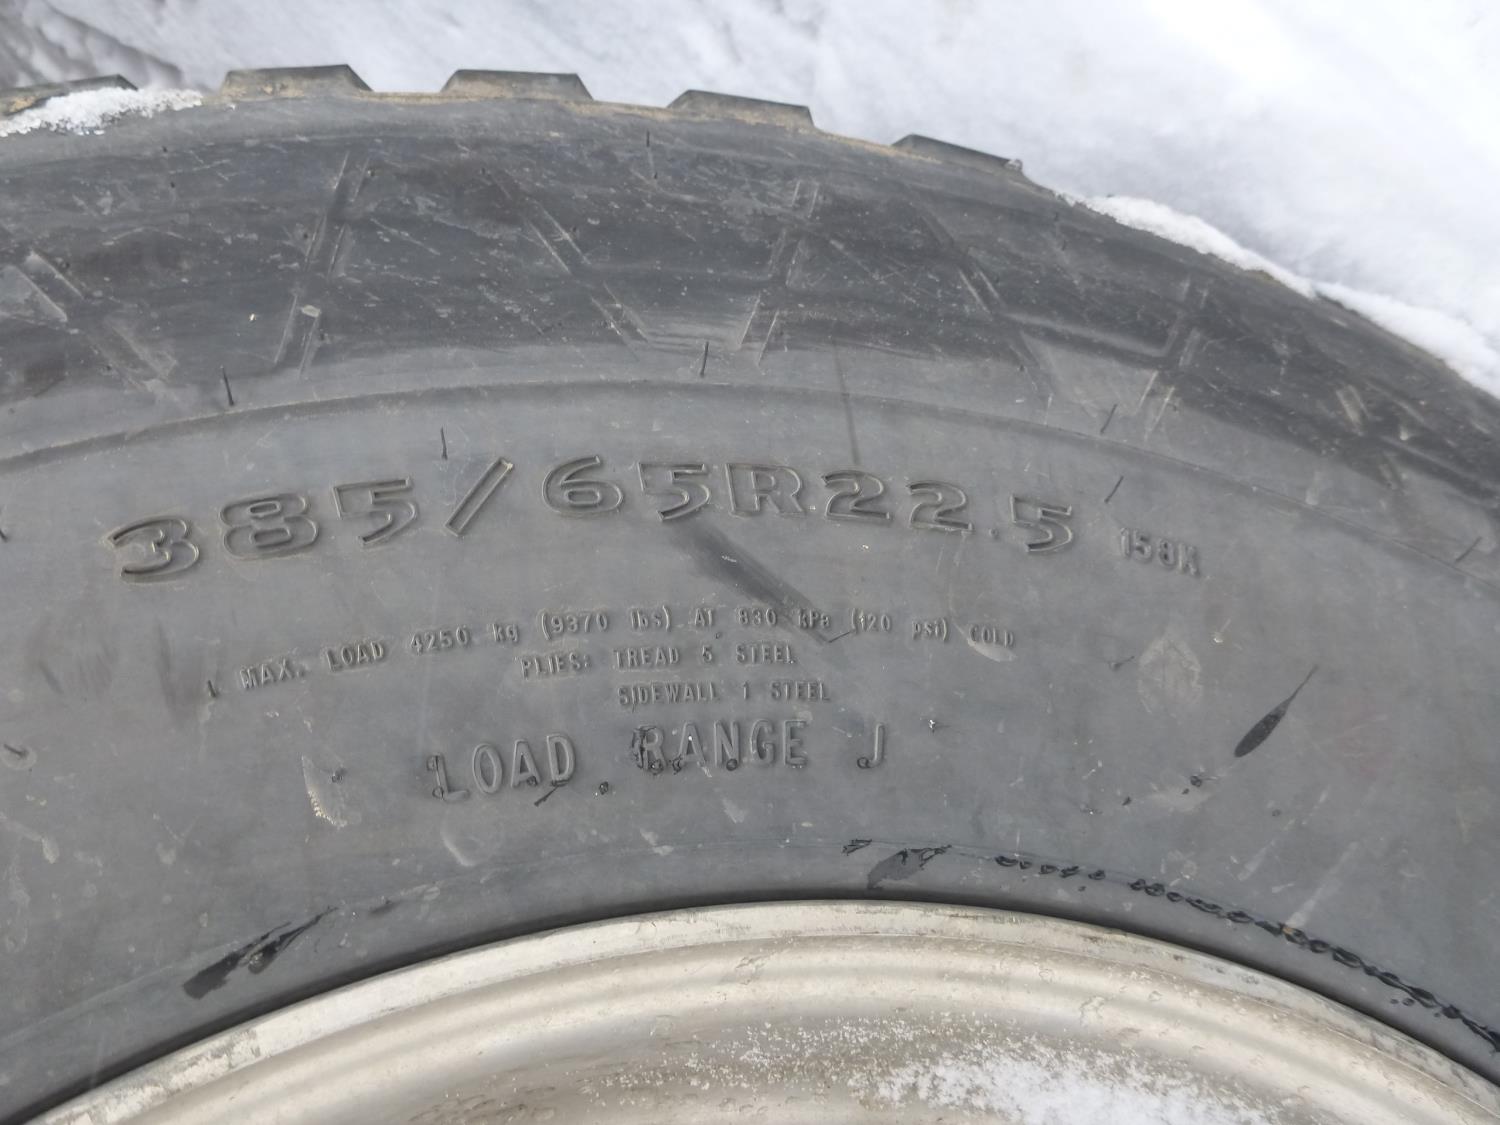 385/65R22.5 158K
MAX. LOAD 4250 kg (9370 lbs) AT 830 kPa (120 psi) COLD
PLIES: TREAD 5 STEEL
SIDEWALL 1 STEEL
LOAD RANGE J